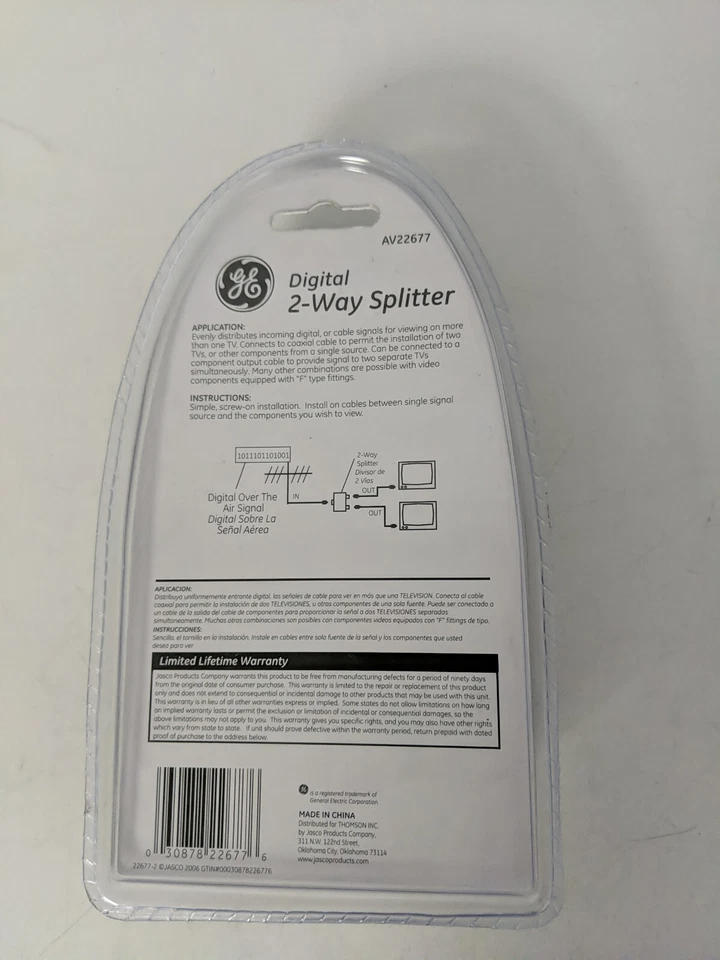 AV22677
GE
Digital
2-Way Splitter
APPLICATION:
Evenly distributes incoming digital, or cable signals for viewing on more
than one TV. Connects to coaxial cable to permit the installation of two
TVs, or other components from a single source. Can be connected to a
component output cable to provide signal to two separate TVs
simultaneously. Many other combinations are possible with video
components equipped with "F" type fittings.
INSTRUCTIONS:
Simple, screw-on installation. Install on cables between single signal
source and the components you wish to view.
1011101101001
Digital Over The
Air Signal
Digital Sobre La
Señal Aérea
IN
2-Way
Splitter
Divisor de
2 Vías
OUT
OUT
APLICACION:
Distribuya uniformemente entrante digital, las señales de cable para ver en más que una TELEVISION. Conecta al cable
coaxial para permitir la instalación de dos TELEVISIONES, u otras componentes de una sola fuente. Puede ser conectado a
un cable de la salida del cable de componentes para proporcionar la señal a dos TELEVISIONES separados
simultaneamente. Muchas otras combinaciones son posibles con componentes videos equipados con "F" fittings de tipo.
INSTRUCCIONES:
Sencillo, el tornillo en la instalación. Instale en cables entre sola fuente de la señal y los componentes que usted
desea para ver
Limited Lifetime Warranty
Jasco Products Company warrants this product to be free from manufacturing defects for a period of ninety days
from the original date of consumer purchase. This warranty is limited to the repair or replacement of this product
only and does not extend to consequential or incidental damage to other products that may be used with this unit.
This warranty is in lieu of all other warranties express or implied. Some states do not allow limitations on how long
an implied warranty lasts or permit the exclusion or limitation of incidental or consequential damages, so the
above limitations may not apply to you. This warranty gives you specific rights, and you may also have other rights
which vary from state to state. If unit should prove defective within the warranty period, return prepaid with dated
proof of purchase to the address below.
0 30878 22677 6
22677-2 ©JASCO 2006 GTIN#00030878226776
GE is a registered trademark of
General Electric Corporation
MADE IN CHINA
Distributed for THOMSON INC.
by Jasco Products Company,
311 N.W. 122nd Street,
Oklahoma City, Oklahoma 73114
www.jascoproducts.com